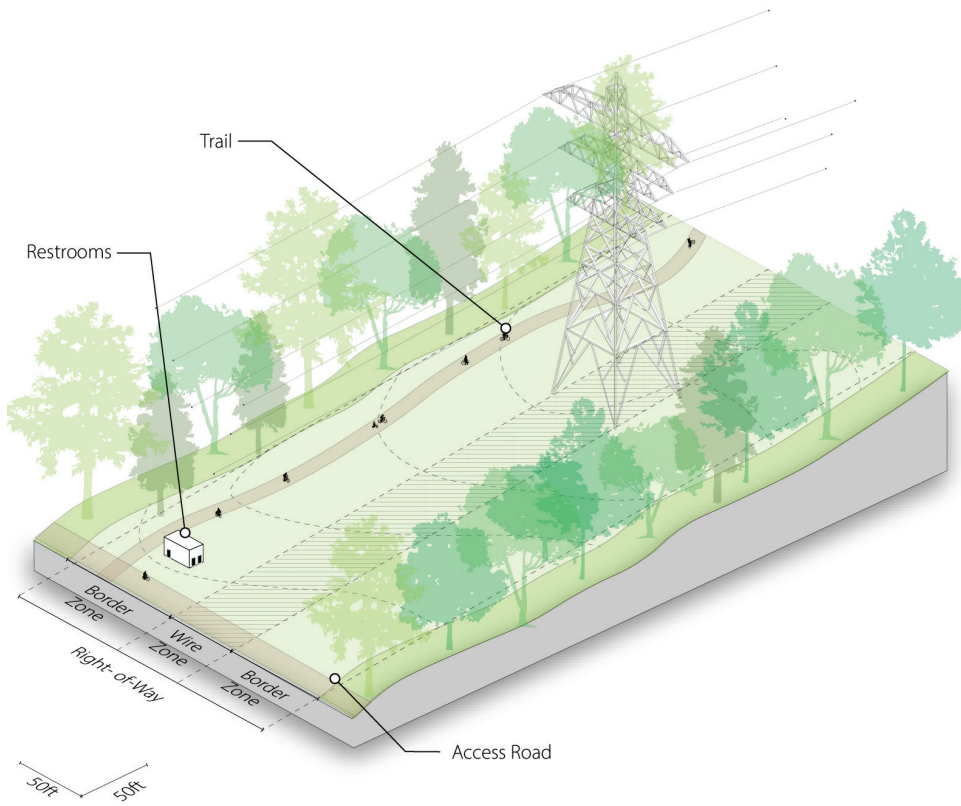 Trail
Restrooms
Border
Zone
Wire
Zone
Border
Zone
Right- of-Way
Access Road
50ft
50ft